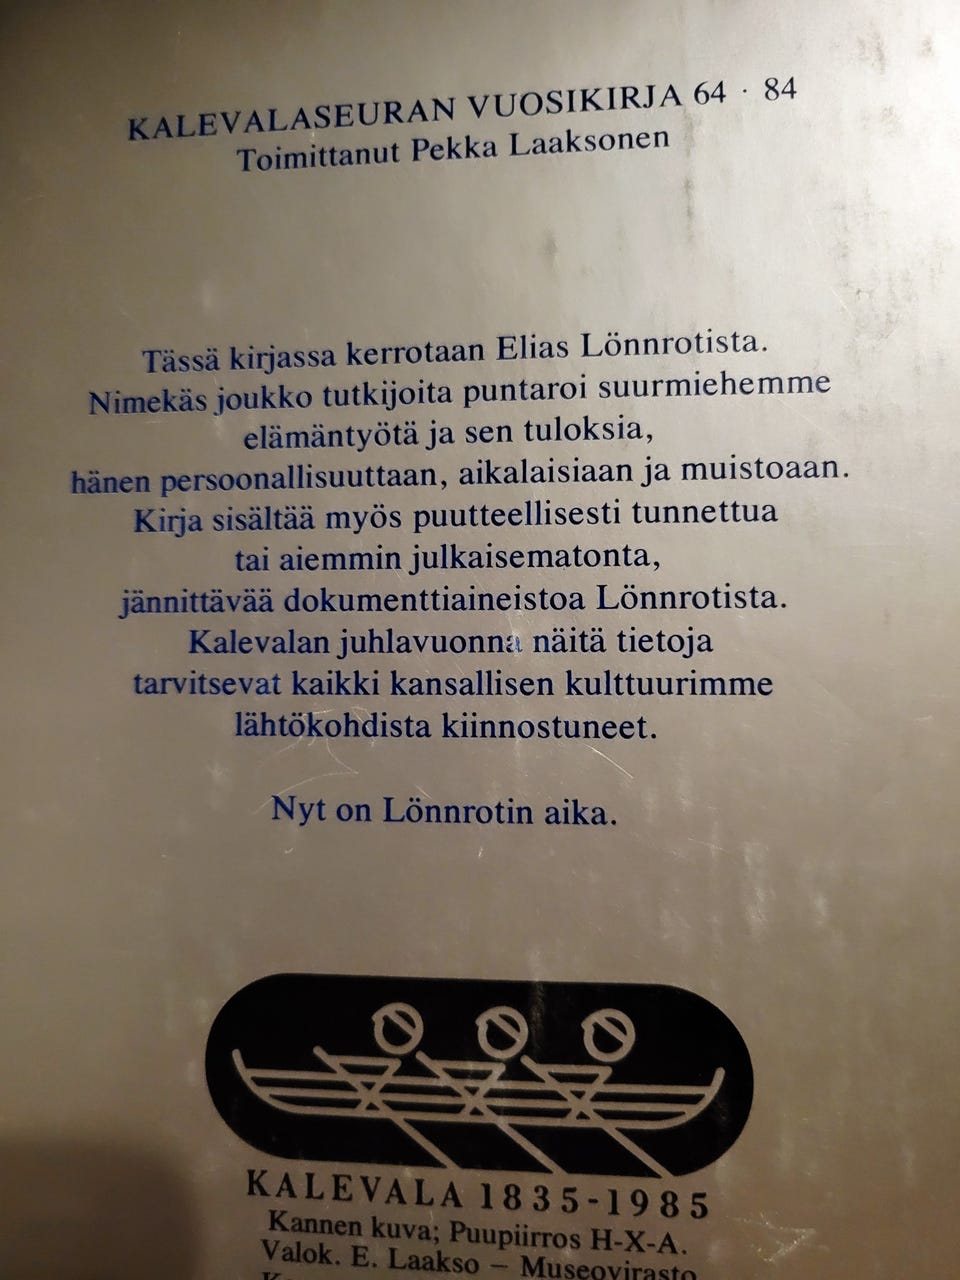 KALEVALASEURAN VUOSIKIRJA 64 · 84
Toimittanut Pekka Laaksonen
Tässä kirjassa kerrotaan Elias Lönnrotista.
Nimekäs joukko tutkijoita puntaroi suurmiehemme
elämäntyötä ja sen tuloksia,
hänen persoonallisuuttaan, aikalaisiaan ja muistoaan.
Kirja sisältää myös puutteellisesti tunnettua
tai aiemmin julkaisematonta,
jännittävää dokumenttiaineistoa Lönnrotista.
Kalevalan juhlavuonna näitä tietoja
tarvitsevat kaikki kansallisen kulttuurimme
lähtökohdista kiinnostuneet.
Nyt on Lönnrotin aika.
KALEVALA 1835-1985
Kannen kuva; Puupiirros H-X-A.
Valok. E. Laakso – Museovirasto